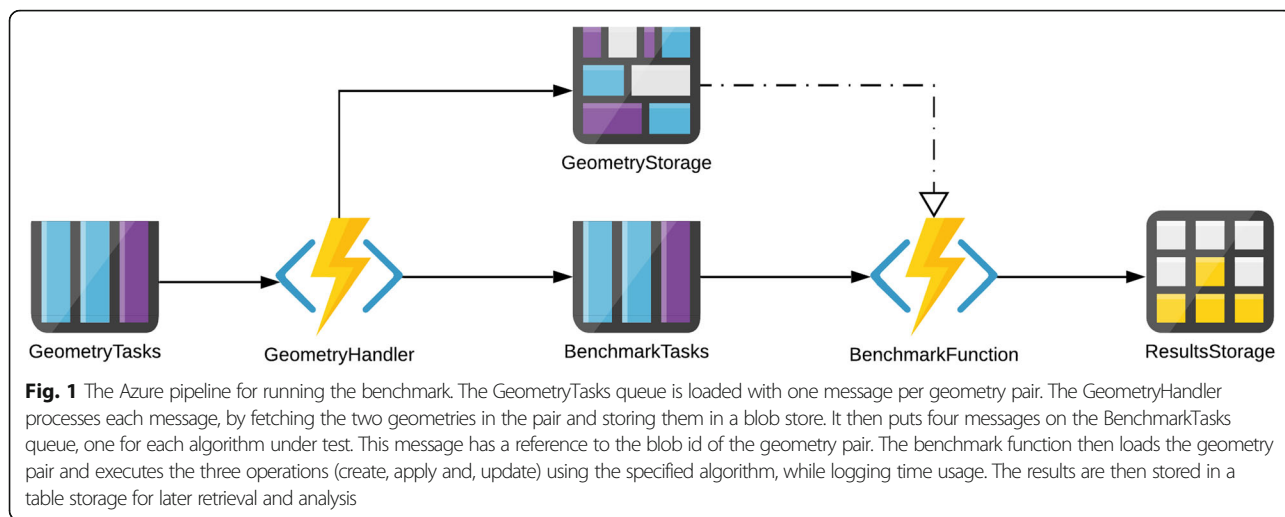 GeometryStorage
GeometryTasks
GeometryHandler
BenchmarkTasks
BenchmarkFunction
ResultsStorage
Fig. 1 The Azure pipeline for running the benchmark. The GeometryTasks queue is loaded with one message per geometry pair. The GeometryHandler
processes each message, by fetching the two geometries in the pair and storing them in a blob store. It then puts four messages on the BenchmarkTasks
queue, one for each algorithm under test. This message has a reference to the blob id of the geometry pair. The benchmark function then loads the geometry
pair and executes the three operations (create, apply and, update) using the specified algorithm, while logging time usage. The results are then stored in a
table storage for later retrieval and analysis